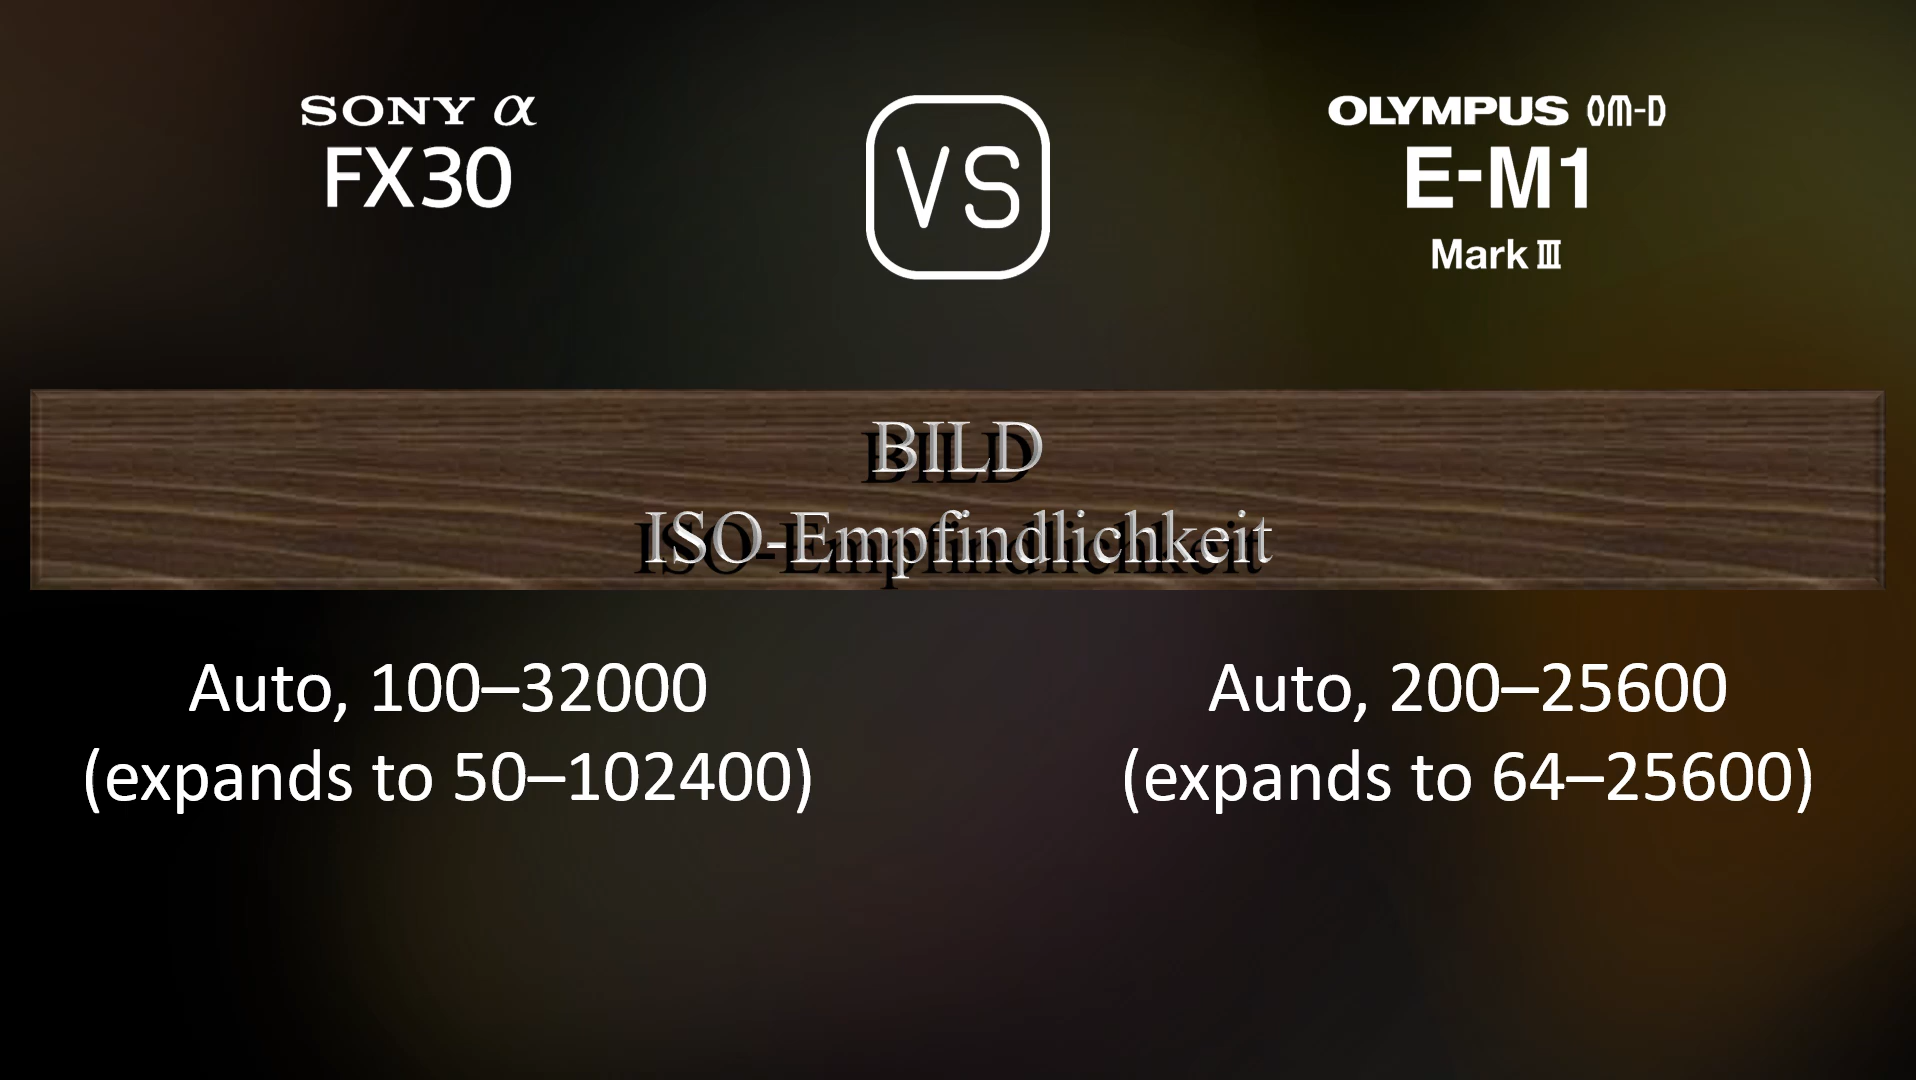 SONY α
FX30
VS
OLYMPUS OM-D
E-M1
Mark III
BILD
ISO-Empfindlichkeit
Auto, 100–32000
(expands to 50–102400)
Auto, 200–25600
(expands to 64–25600)